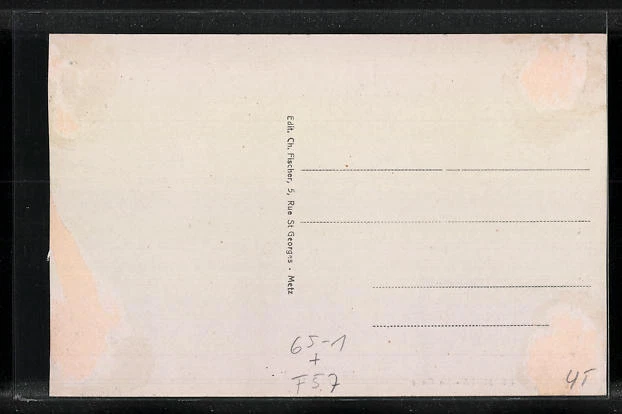 Edit. Ch. Fischer, 5, Rue St Georges - Metz
65-1
+
F57
45